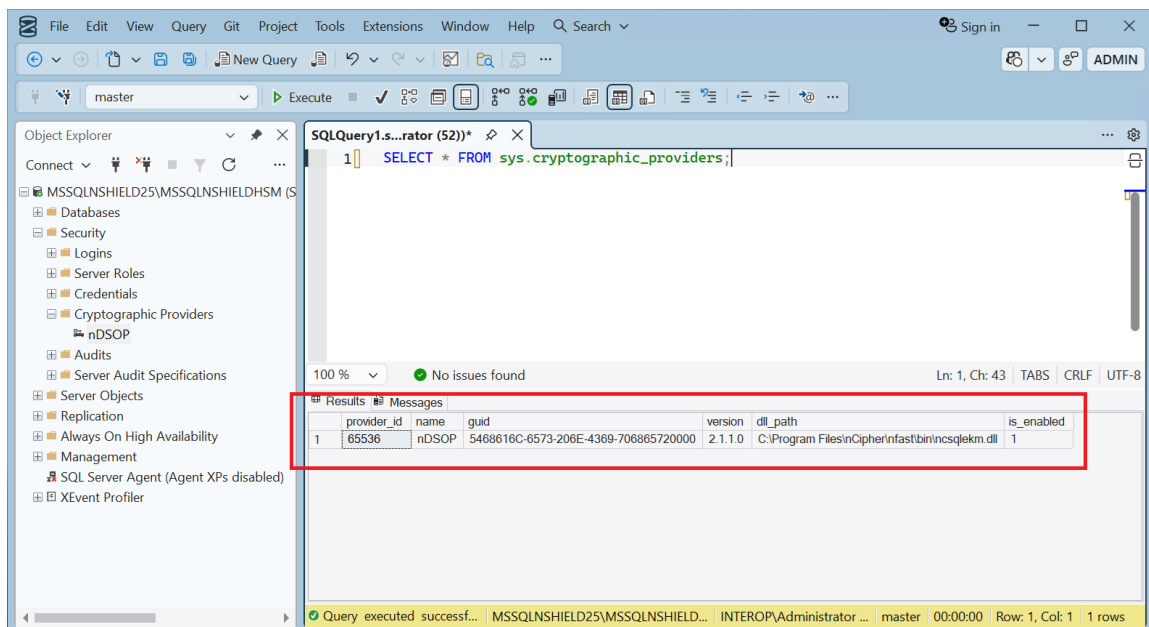 File Edit View Query Git Project Tools Extensions Window Help Search Sign in
New Query ADMIN
master Execute
Object Explorer
Connect
MSSQLNSHIELD25\MSSQLNSHIELDHSM (S
Databases
Security
Logins
Server Roles
Credentials
Cryptographic Providers
nDSOP
Audits
Server Audit Specifications
Server Objects
Replication
Always On High Availability
Management
SQL Server Agent (Agent XPs disabled)
XEvent Profiler
SQLQuery1.s...rator (52))*
1 SELECT * FROM sys.cryptographic_providers;
100 % No issues found Ln: 1, Ch: 43 TABS CRLF UTF-8
Results Messages
provider_id name guid version dll_path is_enabled
1 65536 nDSOP 5468616C-6573-206E-4369-706865720000 2.1.1.0 C:\Program Files\nCipher\nfast\bin\ncsqlekm.dll 1
Query executed successf... MSSQLNSHIELD25\MSSQLNSHIELD... INTEROP\Administrator ... master 00:00:00 Row: 1, Col: 1 1 rows